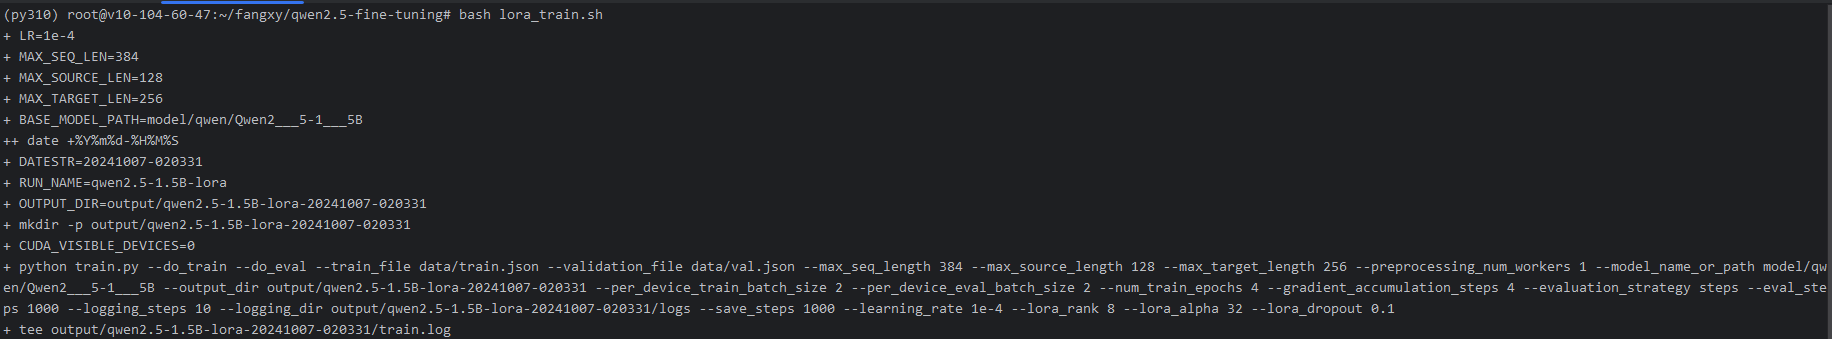 (py310) root@v10-104-60-47:~/fangxy/qwen2.5-fine-tuning# bash lora_train.sh
+ LR=1e-4
+ MAX_SEQ_LEN=384
+ MAX_SOURCE_LEN=128
+ MAX_TARGET_LEN=256
+ BASE_MODEL_PATH=model/qwen/Qwen2___5-1___5B
++ date +%Y%m%d-%H%M%S
+ DATESTR=20241007-020331
+ RUN_NAME=qwen2.5-1.5B-lora
+ OUTPUT_DIR=output/qwen2.5-1.5B-lora-20241007-020331
+ mkdir -p output/qwen2.5-1.5B-lora-20241007-020331
+ CUDA_VISIBLE_DEVICES=0
+ python train.py --do_train --do_eval --train_file data/train.json --validation_file data/val.json --max_seq_length 384 --max_source_length 128 --max_target_length 256 --preprocessing_num_workers 1 --model_name_or_path model/qw
en/Qwen2___5-1___5B --output_dir output/qwen2.5-1.5B-lora-20241007-020331 --per_device_train_batch_size 2 --per_device_eval_batch_size 2 --num_train_epochs 4 --gradient_accumulation_steps 4 --evaluation_strategy steps --eval_ste
ps 1000 --logging_steps 10 --logging_dir output/qwen2.5-1.5B-lora-20241007-020331/logs --save_steps 1000 --learning_rate 1e-4 --lora_rank 8 --lora_alpha 32 --lora_dropout 0.1
+ tee output/qwen2.5-1.5B-lora-20241007-020331/train.log